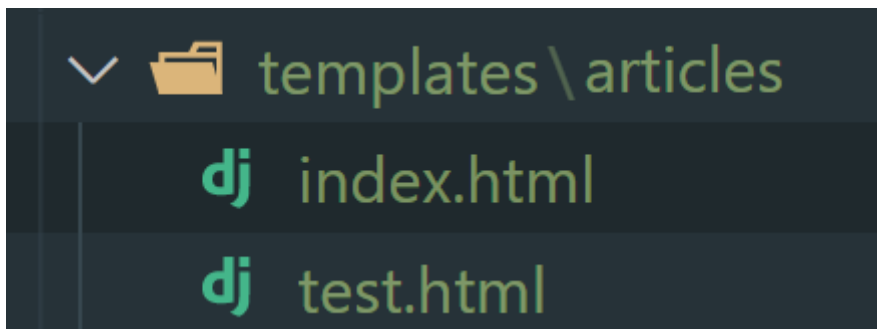 templates\articles
dj index.html
dj test.html